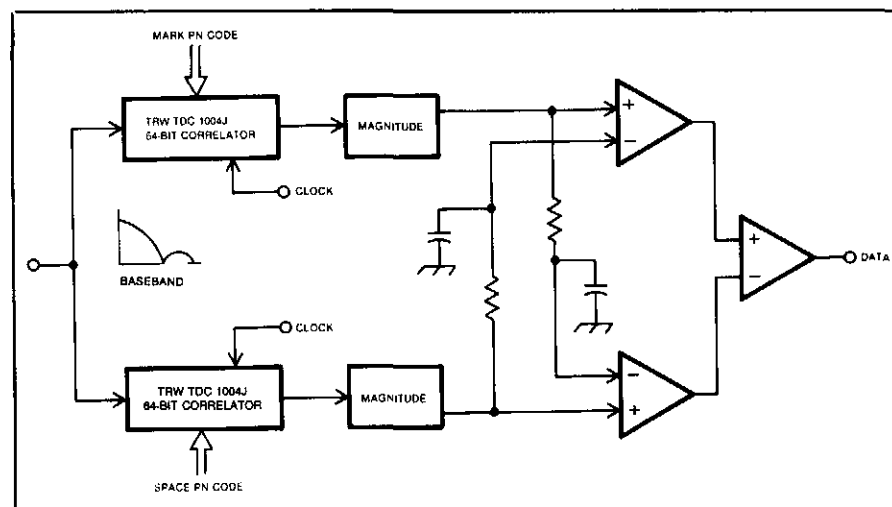 MARK PN CODE
TRW TDC 1004J
64-BIT CORRELATOR
MAGNITUDE
+
−
CLOCK
BASEBAND
+
−
DATA
CLOCK
TRW TDC 1004J
64-BIT CORRELATOR
MAGNITUDE
−
+
SPACE PN CODE